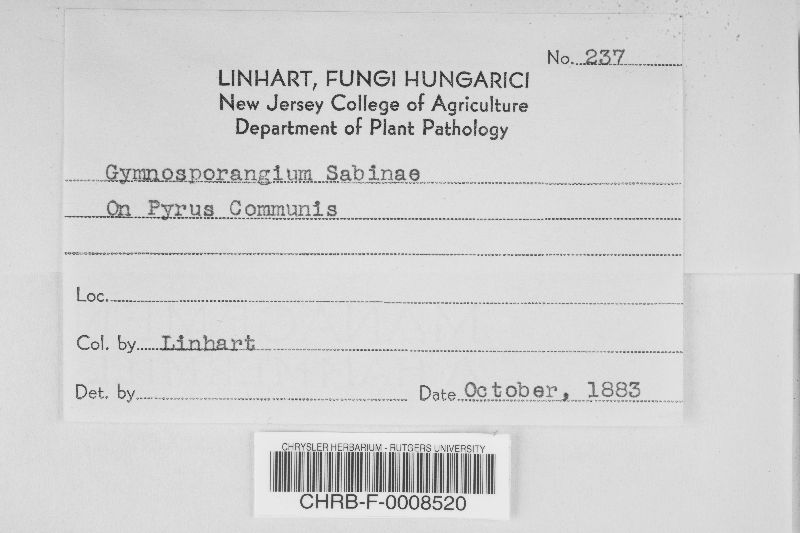 No. 237
LINHART, FUNGI HUNGARICI
New Jersey College of Agriculture
Department of Plant Pathology
Gymnosporangium Sabinae
On Pyrus Communis
Loc.
Col. by Linhart
Det. by Date October, 1883
CHRYSLER HERBARIUM - RUTGERS UNIVERSITY
CHRB-F-0008520